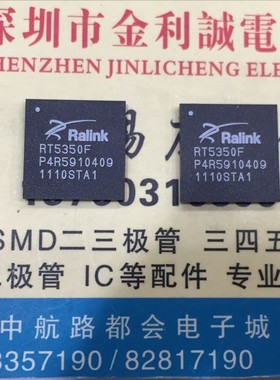 深圳市金利誠電
SHENZHEN JINLICHENG ELECT
Ralink
RT5350F
P4R5910409
1110STA1
Ralink
RT5350F
P4R5910409
1110STA1
SMD二三极管 三四五
极管 IC等配件 专业
中航路都会电子城
3357190 / 82817190